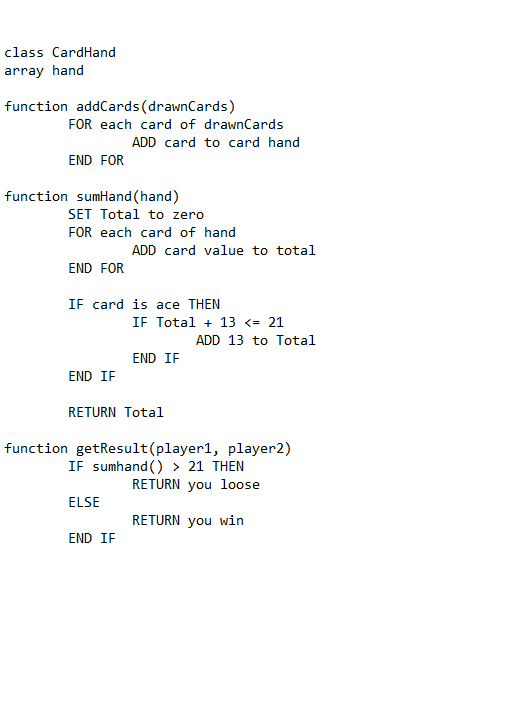 class CardHand
array hand

function addCards(drawnCards)
        FOR each card of drawnCards
                ADD card to card hand
        END FOR

function sumHand(hand)
        SET Total to zero
        FOR each card of hand
                ADD card value to total
        END FOR

        IF card is ace THEN
                IF Total + 13 <= 21
                        ADD 13 to Total
                END IF
        END IF

        RETURN Total

function getResult(player1, player2)
        IF sumhand() > 21 THEN
                RETURN you loose
        ELSE
                RETURN you win
        END IF